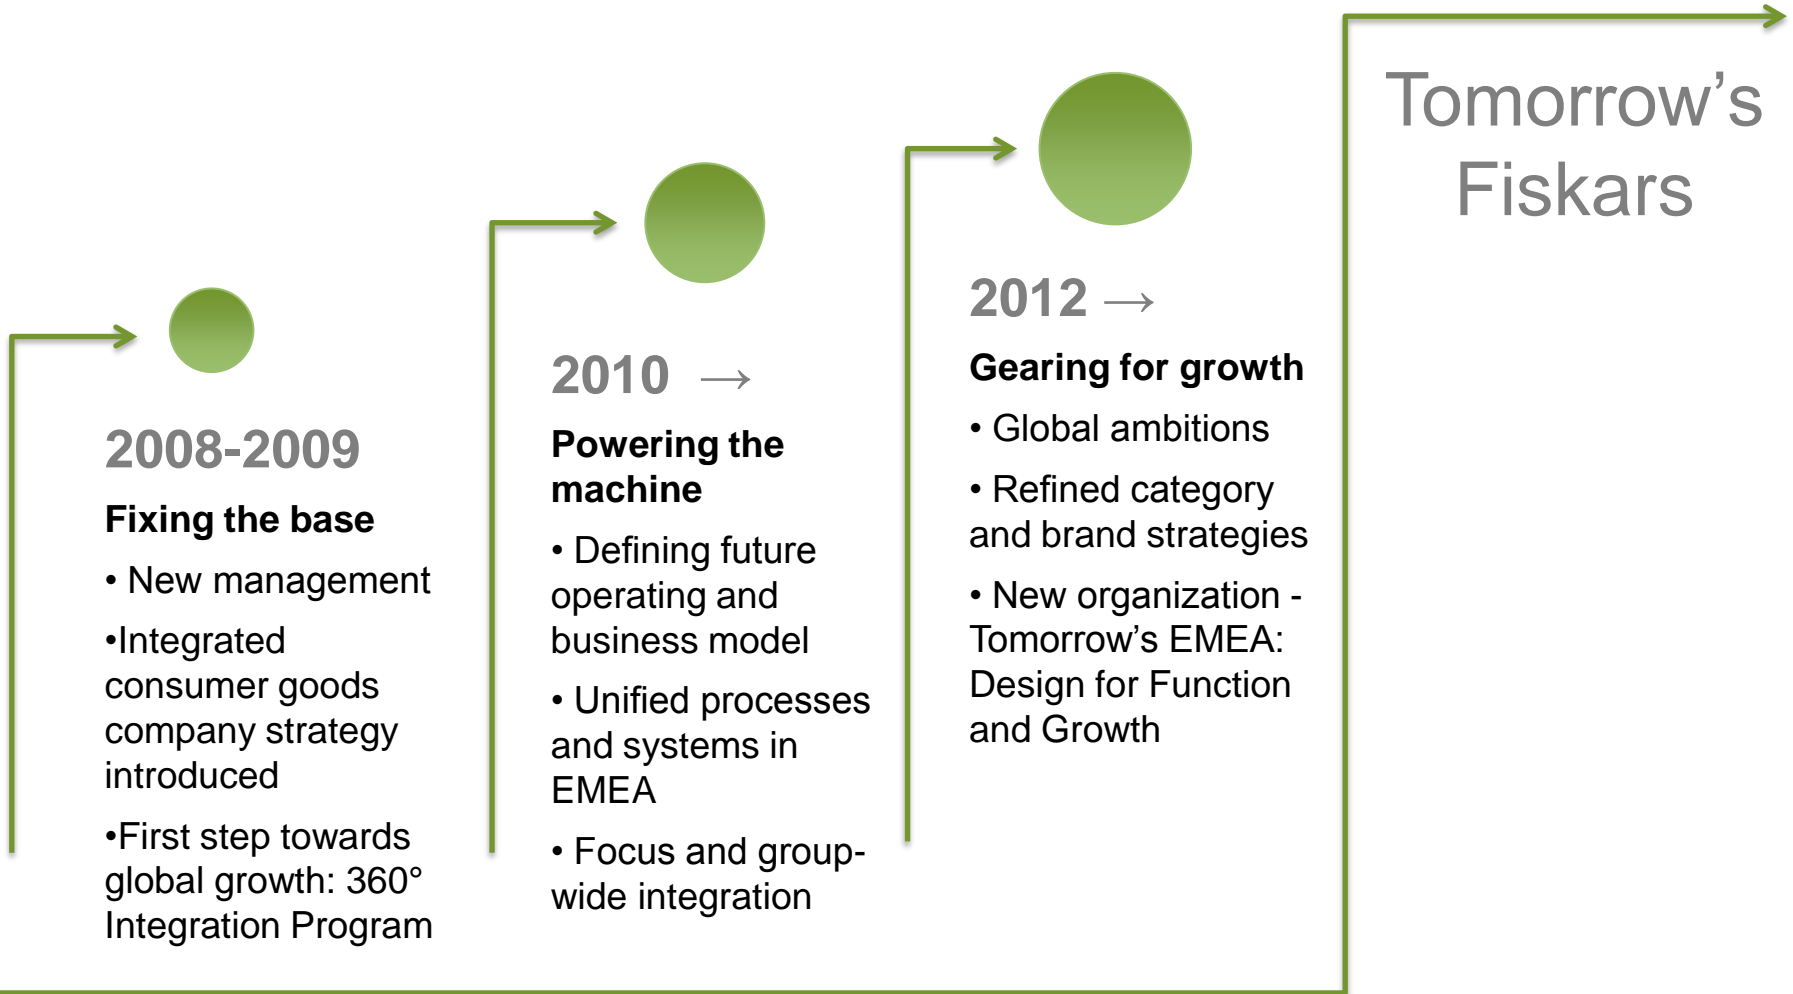 2008-2009
Fixing the base
• New management
•Integrated
consumer goods
company strategy
introduced
•First step towards
global growth: 360°
Integration Program
2010 →
Powering the
machine
• Defining future
operating and
business model
• Unified processes
and systems in
EMEA
• Focus and group-
wide integration
2012 →
Gearing for growth
• Global ambitions
• Refined category
and brand strategies
• New organization -
Tomorrow’s EMEA:
Design for Function
and Growth
Tomorrow’s
Fiskars